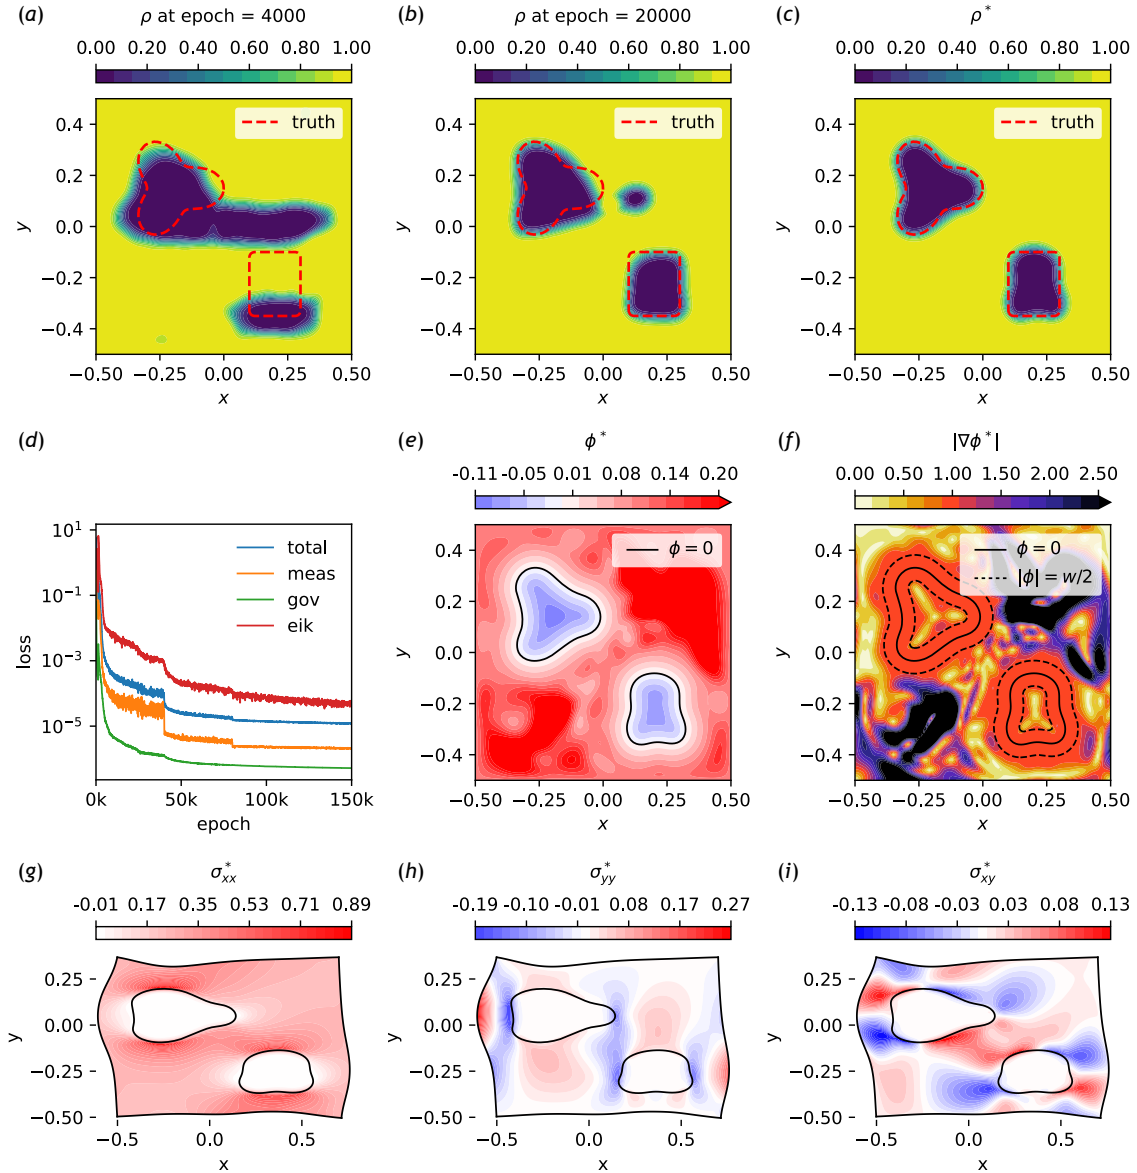 (a) ρ at epoch = 4000
0.00 0.20 0.40 0.60 0.80 1.00
truth
0.4
0.2
0.0
−0.2
−0.4
y
−0.50 −0.25 0.00 0.25 0.50
x
(b) ρ at epoch = 20000
0.00 0.20 0.40 0.60 0.80 1.00
truth
0.4
0.2
0.0
−0.2
−0.4
y
−0.50 −0.25 0.00 0.25 0.50
x
(c) ρ*
0.00 0.20 0.40 0.60 0.80 1.00
truth
0.4
0.2
0.0
−0.2
−0.4
y
−0.50 −0.25 0.00 0.25 0.50
x
(d)
10¹
10⁻¹
10⁻³
10⁻⁵
loss
total
meas
gov
eik
0k 50k 100k 150k
epoch
(e) ϕ*
-0.11 -0.05 0.01 0.08 0.14 0.20
ϕ = 0
0.4
0.2
0.0
−0.2
−0.4
y
−0.50 −0.25 0.00 0.25 0.50
x
(f) |∇ϕ*|
0.00 0.50 1.00 1.50 2.00 2.50
ϕ = 0
|ϕ| = w/2
0.4
0.2
0.0
−0.2
−0.4
y
−0.50 −0.25 0.00 0.25 0.50
x
(g) σ*xx
-0.01 0.17 0.35 0.53 0.71 0.89
0.25
0.00
−0.25
−0.50
y
−0.5 0.0 0.5
x
(h) σ*yy
-0.19 -0.10 -0.01 0.08 0.17 0.27
0.25
0.00
−0.25
−0.50
y
−0.5 0.0 0.5
x
(i) σ*xy
-0.13 -0.08 -0.03 0.03 0.08 0.13
0.25
0.00
−0.25
−0.50
y
−0.5 0.0 0.5
x